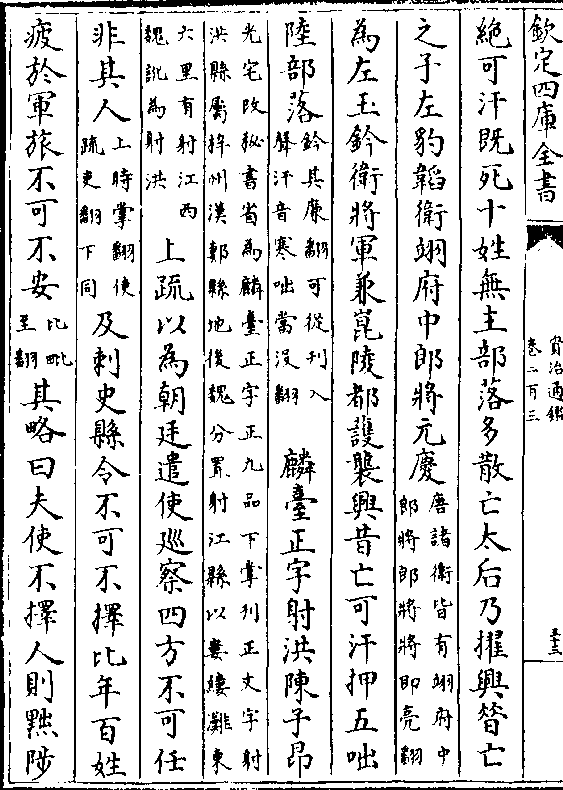 欽定四庫全書
資治通鑑
卷二百三
絶可汗既死十姓無主部落多散亡太后乃擢興昔亡
之子左豹韜衛翊府中郎將元慶
唐諸衛皆有翊府中
郎將郎將將即亮翻
為左玉鈐衛將軍兼崑陵都護襲興昔亡可汗押五咄
陸部落
鈐其廉翻可從刋入
聲汗音寒咄當没翻
麟臺正字射洪陳子昂
光宅改秘書省為麟臺正字正九品下掌刋正文字射
洪縣屬梓州漢郪縣地後魏分置射江縣以婁縷灘東
六里有射江西
魏訛為射洪
上疏以為朝廷遣使廵察四方不可任
非其人
上時掌翻使
疏吏翻下同
及刺史縣令不可不擇比年百姓
疲於軍旅不可不安
比毗
至翻
其略曰夫使不擇人則黜陟